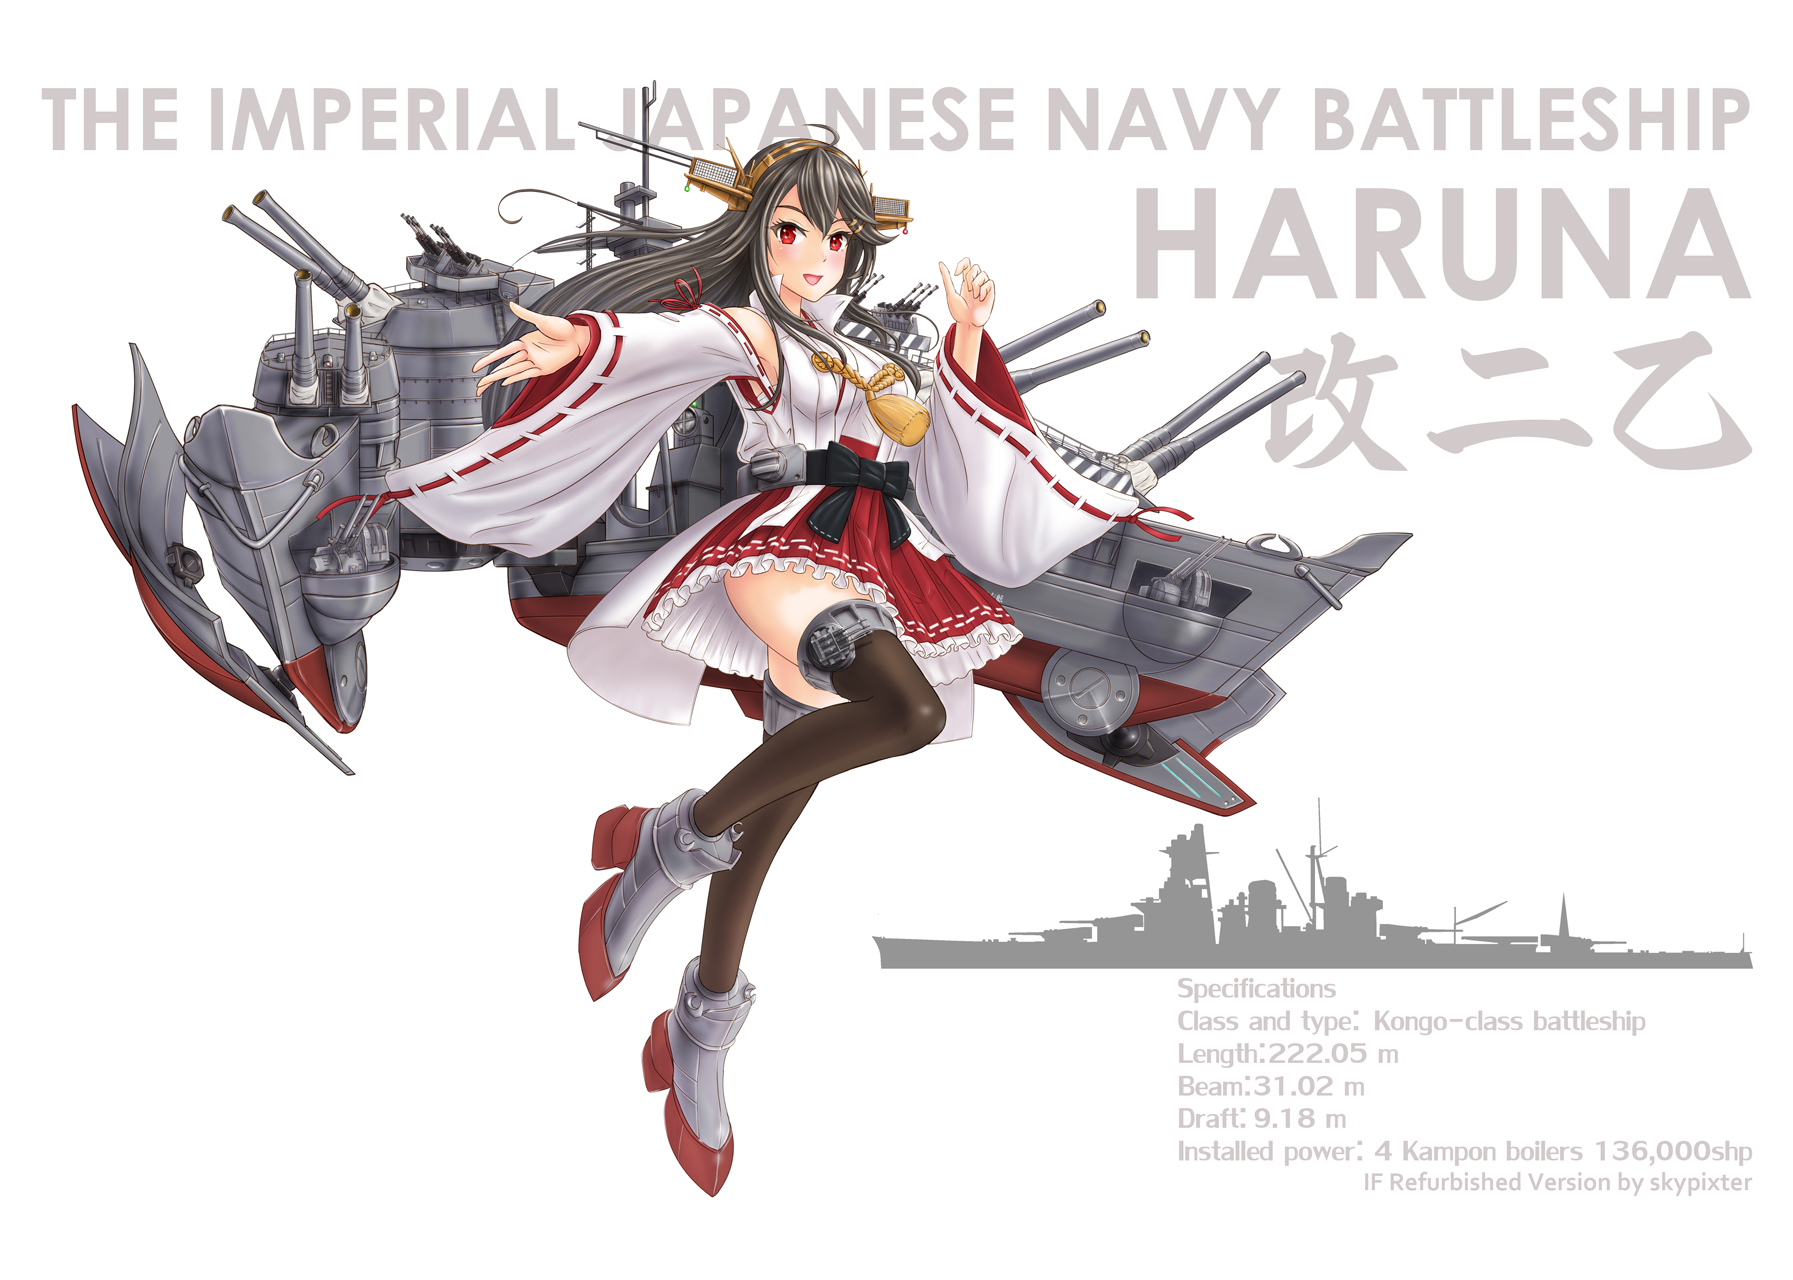 THE IMPERIAL JAPANESE NAVY BATTLESHIP
HARUNA
改二乙
Specifications
Class and type: Kongo-class battleship
Length:222.05 m
Beam:31.02 m
Draft: 9.18 m
Installed power: 4 Kampon boilers 136,000shp
IF Refurbished Version by skypixter